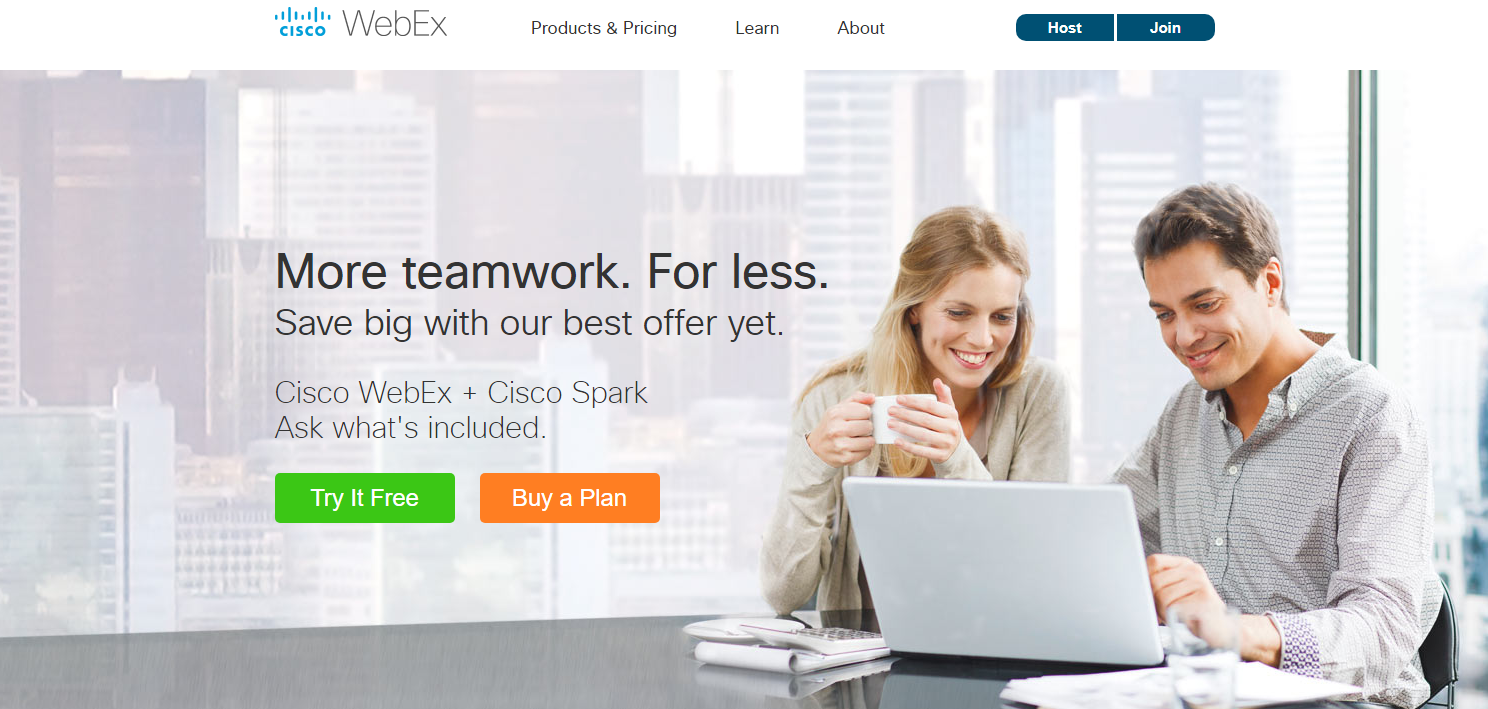 CISCO WebEx
Products & Pricing
Learn
About
Host
Join
More teamwork. For less.
Save big with our best offer yet.
Cisco WebEx + Cisco Spark
Ask what's included.
Try It Free
Buy a Plan